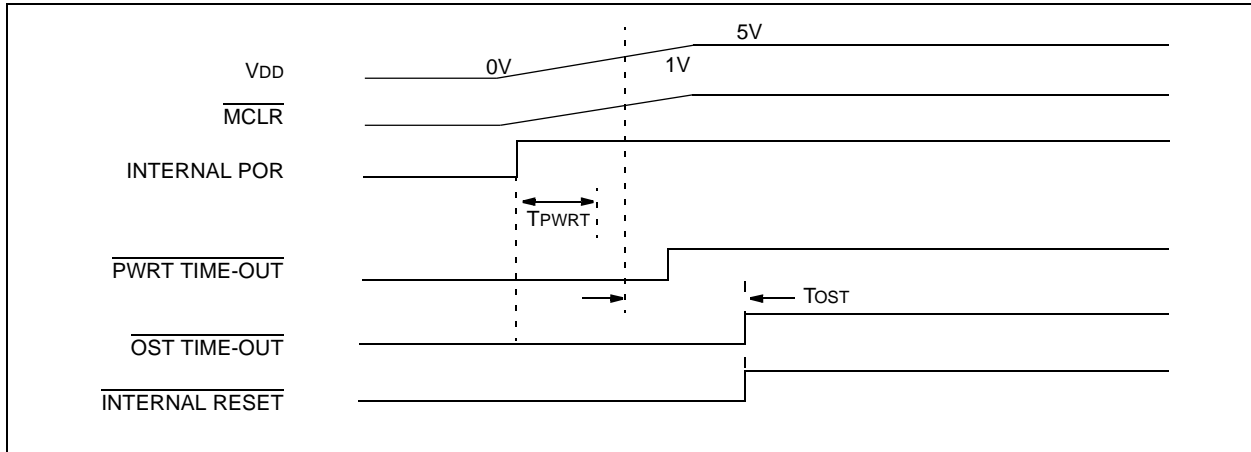 5V
VDD 0V 1V
MCLR
INTERNAL POR
TPWRT
PWRT TIME-OUT
TOST
OST TIME-OUT
INTERNAL RESET